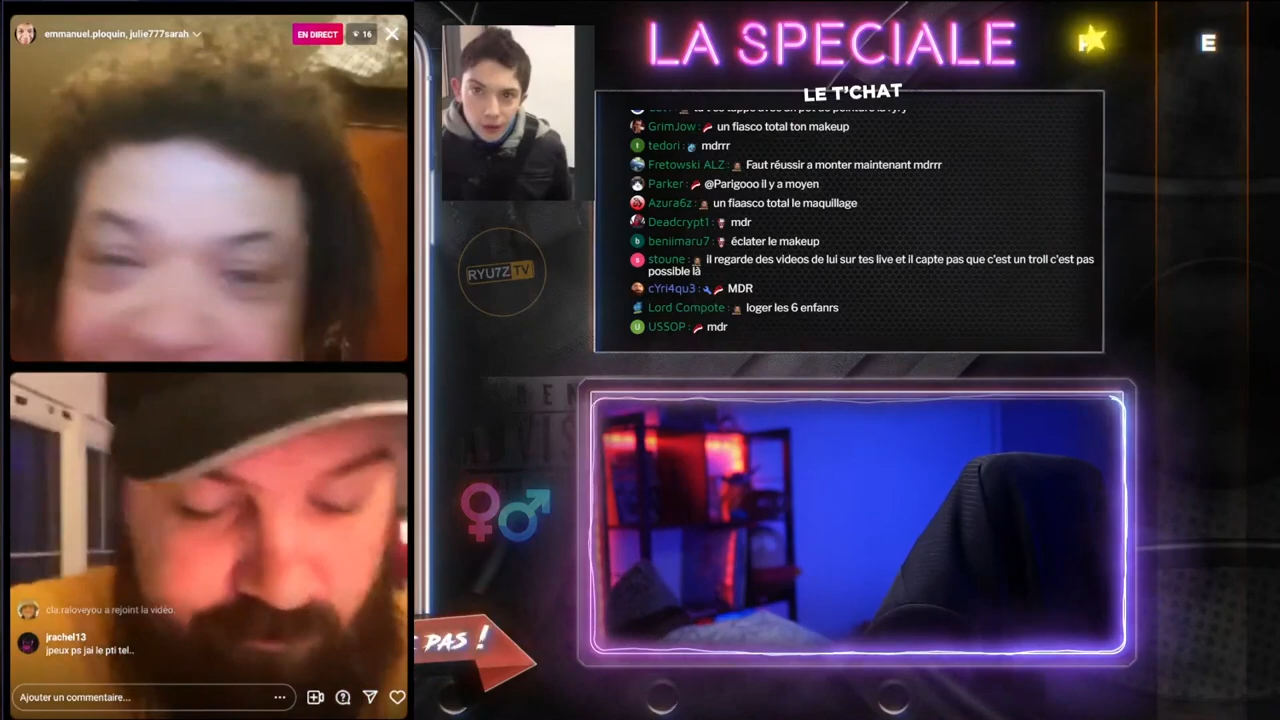 emmanuel.ploquin, julie777sarah
EN DIRECT
16
cla.raloveyou a rejoint la vidéo.
jrachel13
jpeux ps jai le pti tel..
Ajouter un commentaire...
RYU7Z TV
PAS !
LA SPECIALE
E
LE T'CHAT
GrimJow : un fiasco total ton makeup
tedori : mdrrr
Fretowski ALZ : Faut réussir a monter maintenant mdrrr
Parker : @Parigooo il y a moyen
Azura6z : un fiaasco total le maquillage
Deadcrypt1 : mdr
beniimaru7 : éclater le makeup
stoune : il regarde des videos de lui sur tes live et il capte pas que c'est un troll c'est pas
possible là
cYri4qu3 : MDR
Lord Compote : loger les 6 enfanrs
USSOP : mdr